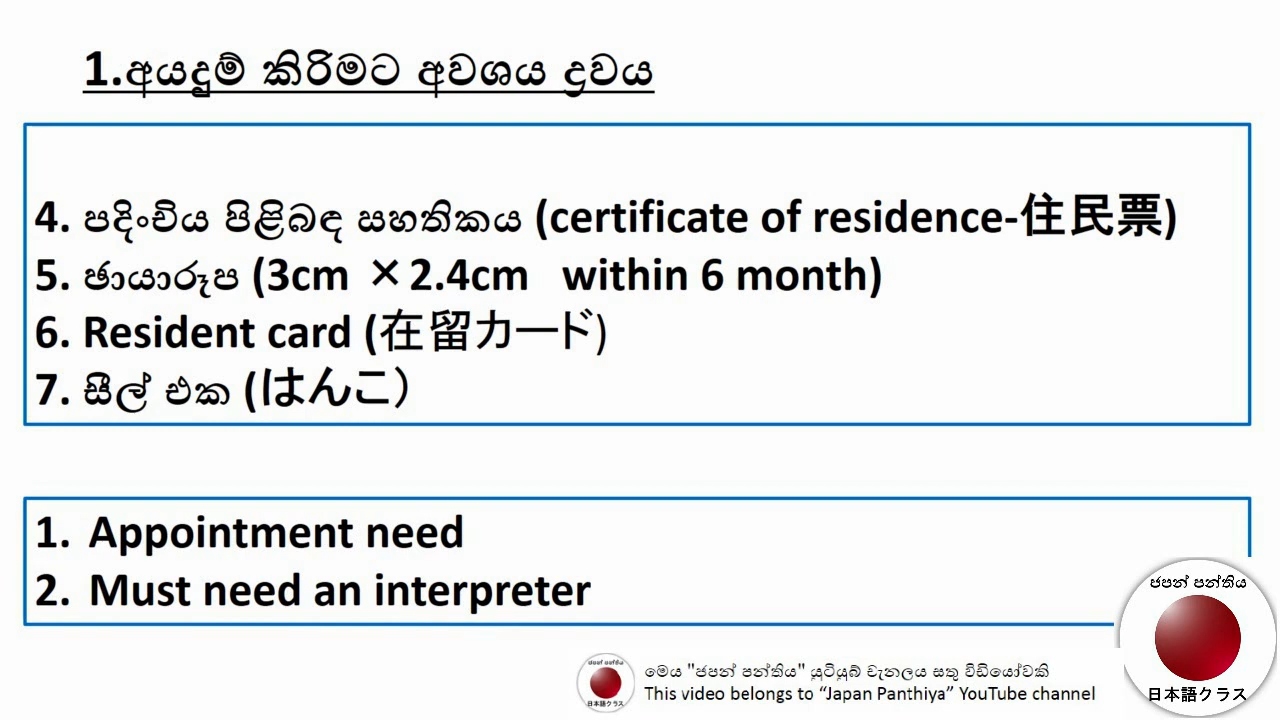 1.අයදුම් කිරිමට අවශය ද්‍රවය
4. පදිංචිය පිළිබඳ සහතිකය (certificate of residence-住民票)
5. ඡායාරූප (3cm ×2.4cm within 6 month)
6. Resident card (在留カード)
7. සීල් එක (はんこ）
1. Appointment need
2. Must need an interpreter
ජපන් පන්තිය
日本語クラス
ජපන් පන්තිය
日本語クラス
මෙය "ජපන් පන්තිය" යූටියුබ් චැනලය සතු වීඩියෝවකි
This video belongs to “Japan Panthiya” YouTube channel